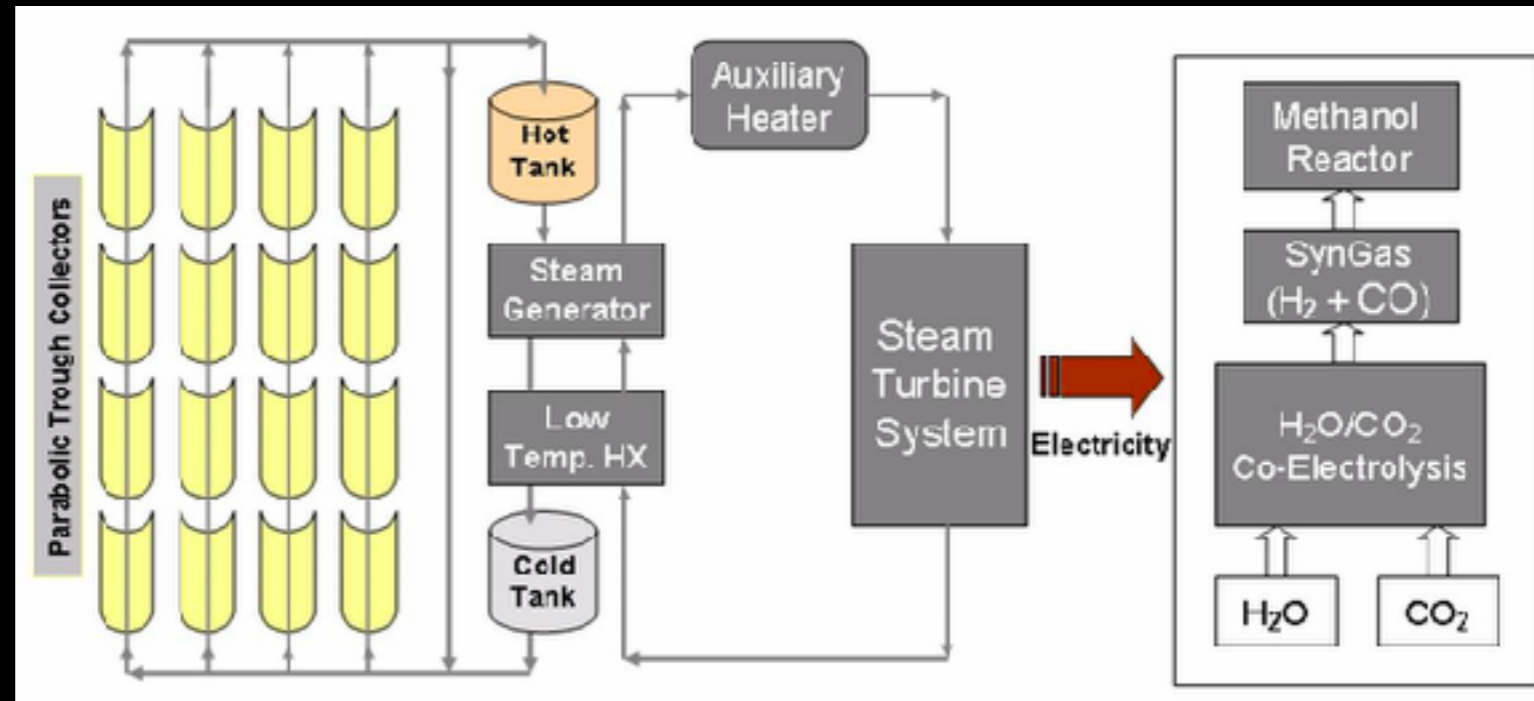 Parabolic Trough Collectors
Hot
Tank
Steam
Generator
Low
Temp. HX
Cold
Tank
Auxiliary
Heater
Steam
Turbine
System
Electricity
Methanol
Reactor
SynGas
(H₂ + CO)
H₂O/CO₂
Co-Electrolysis
H₂O
CO₂